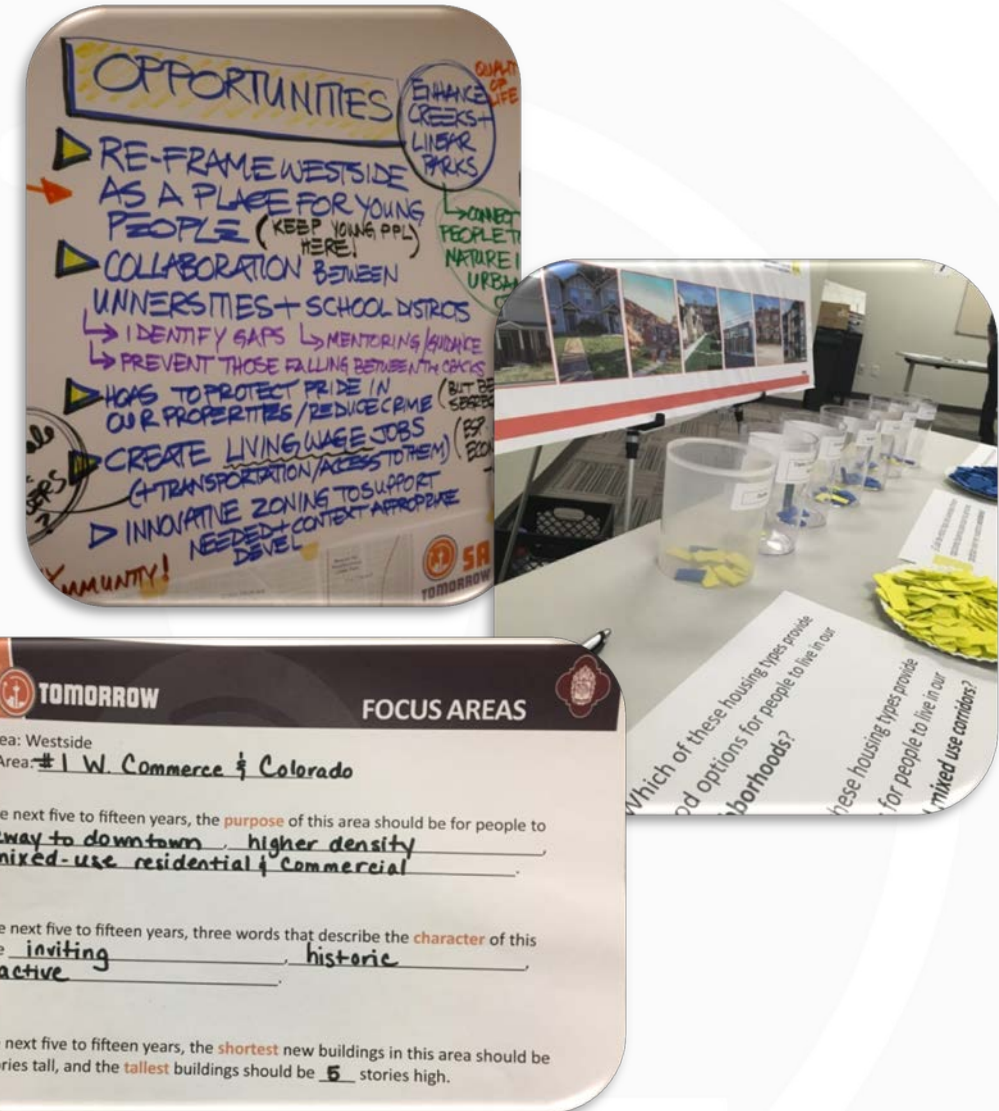 OPPORTUNITIES
ENHANCE
CREEKS+
LINEAR
PARKS
OF
LIFE
RE-FRAME WESTSIDE
AS A PLACE FOR YOUNG
PEOPLE (KEEP YOUNG PPL)
HERE!
CONNECT
PEOPLE
NATURE
COLLABORATION BETWEEN
UNIVERSITIES + SCHOOL DISTRICTS
IDENTIFY GAPS MENTORING/GUIDANCE
PREVENT THOSE FALLING BETWEEN THE CRACKS
HOAS TO PROTECT PRIDE IN
OUR PROPERTIES/REDUCE CRIME (BUT BE
CREATE LIVING WAGE JOBS
(+TRANSPORTATION/ACCESS TO THEM)
INNOVATIVE ZONING TO SUPPORT
NEEDED + CONTEXT APPROPRIATE
DEVEL
SA
TOMORROW
Which of these housing types provide
options for people to live in our
these housing types provide
for people to live in our
mixed use corridors?
TOMORROW
FOCUS AREAS
Westside
Area: #1 W. Commerce & Colorado
next five to fifteen years, the purpose of this area should be for people to
way to downtown, higher density,
mixed-use residential & Commercial.
next five to fifteen years, three words that describe the character of this
inviting, historic,
active.
next five to fifteen years, the shortest new buildings in this area should be
tall, and the tallest buildings should be 5 stories high.